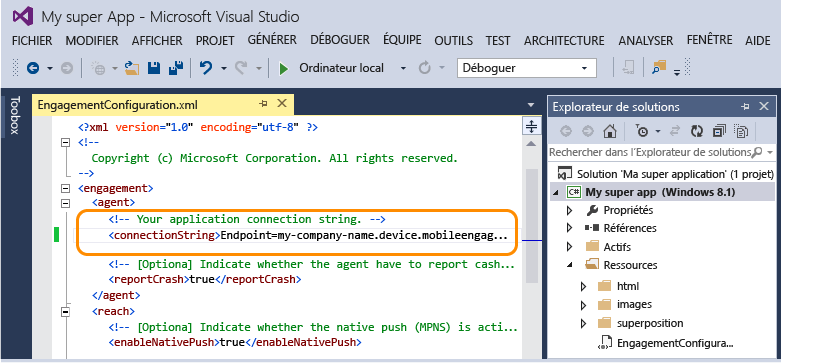 My super App - Microsoft Visual Studio
FICHIER MODIFIER AFFICHER PROJET GÉNÉRER DÉBOGUER ÉQUIPE OUTILS TEST ARCHITECTURE ANALYSER FENÊTRE AIDE
Ordinateur local Déboguer
Toobox
EngagementConfiguration.xml
<?xml version="1.0" encoding="utf-8" ?>
<!--
Copyright (c) Microsoft Corporation. All rights reserved.
-->
<engagement>
<agent>
<!-- Your application connection string. -->
<connectionString>Endpoint=my-company-name.device.mobileengag...
<!-- [Optiona] Indicate whether the agent have to report cash...
<reportCrash>true</reportCrash>
</agent>
<reach>
<!-- [Optiona] Indicate whether the native push (MPNS) is acti...
<enableNativePush>true</enableNativePush>
Explorateur de solutions
Rechercher dans l'Explorateur de solutions
Solution 'Ma super application' (1 projet)
C# My super app (Windows 8.1)
Propriétés
Références
Actifs
Ressources
html
images
superposition
EngagementConfigura...